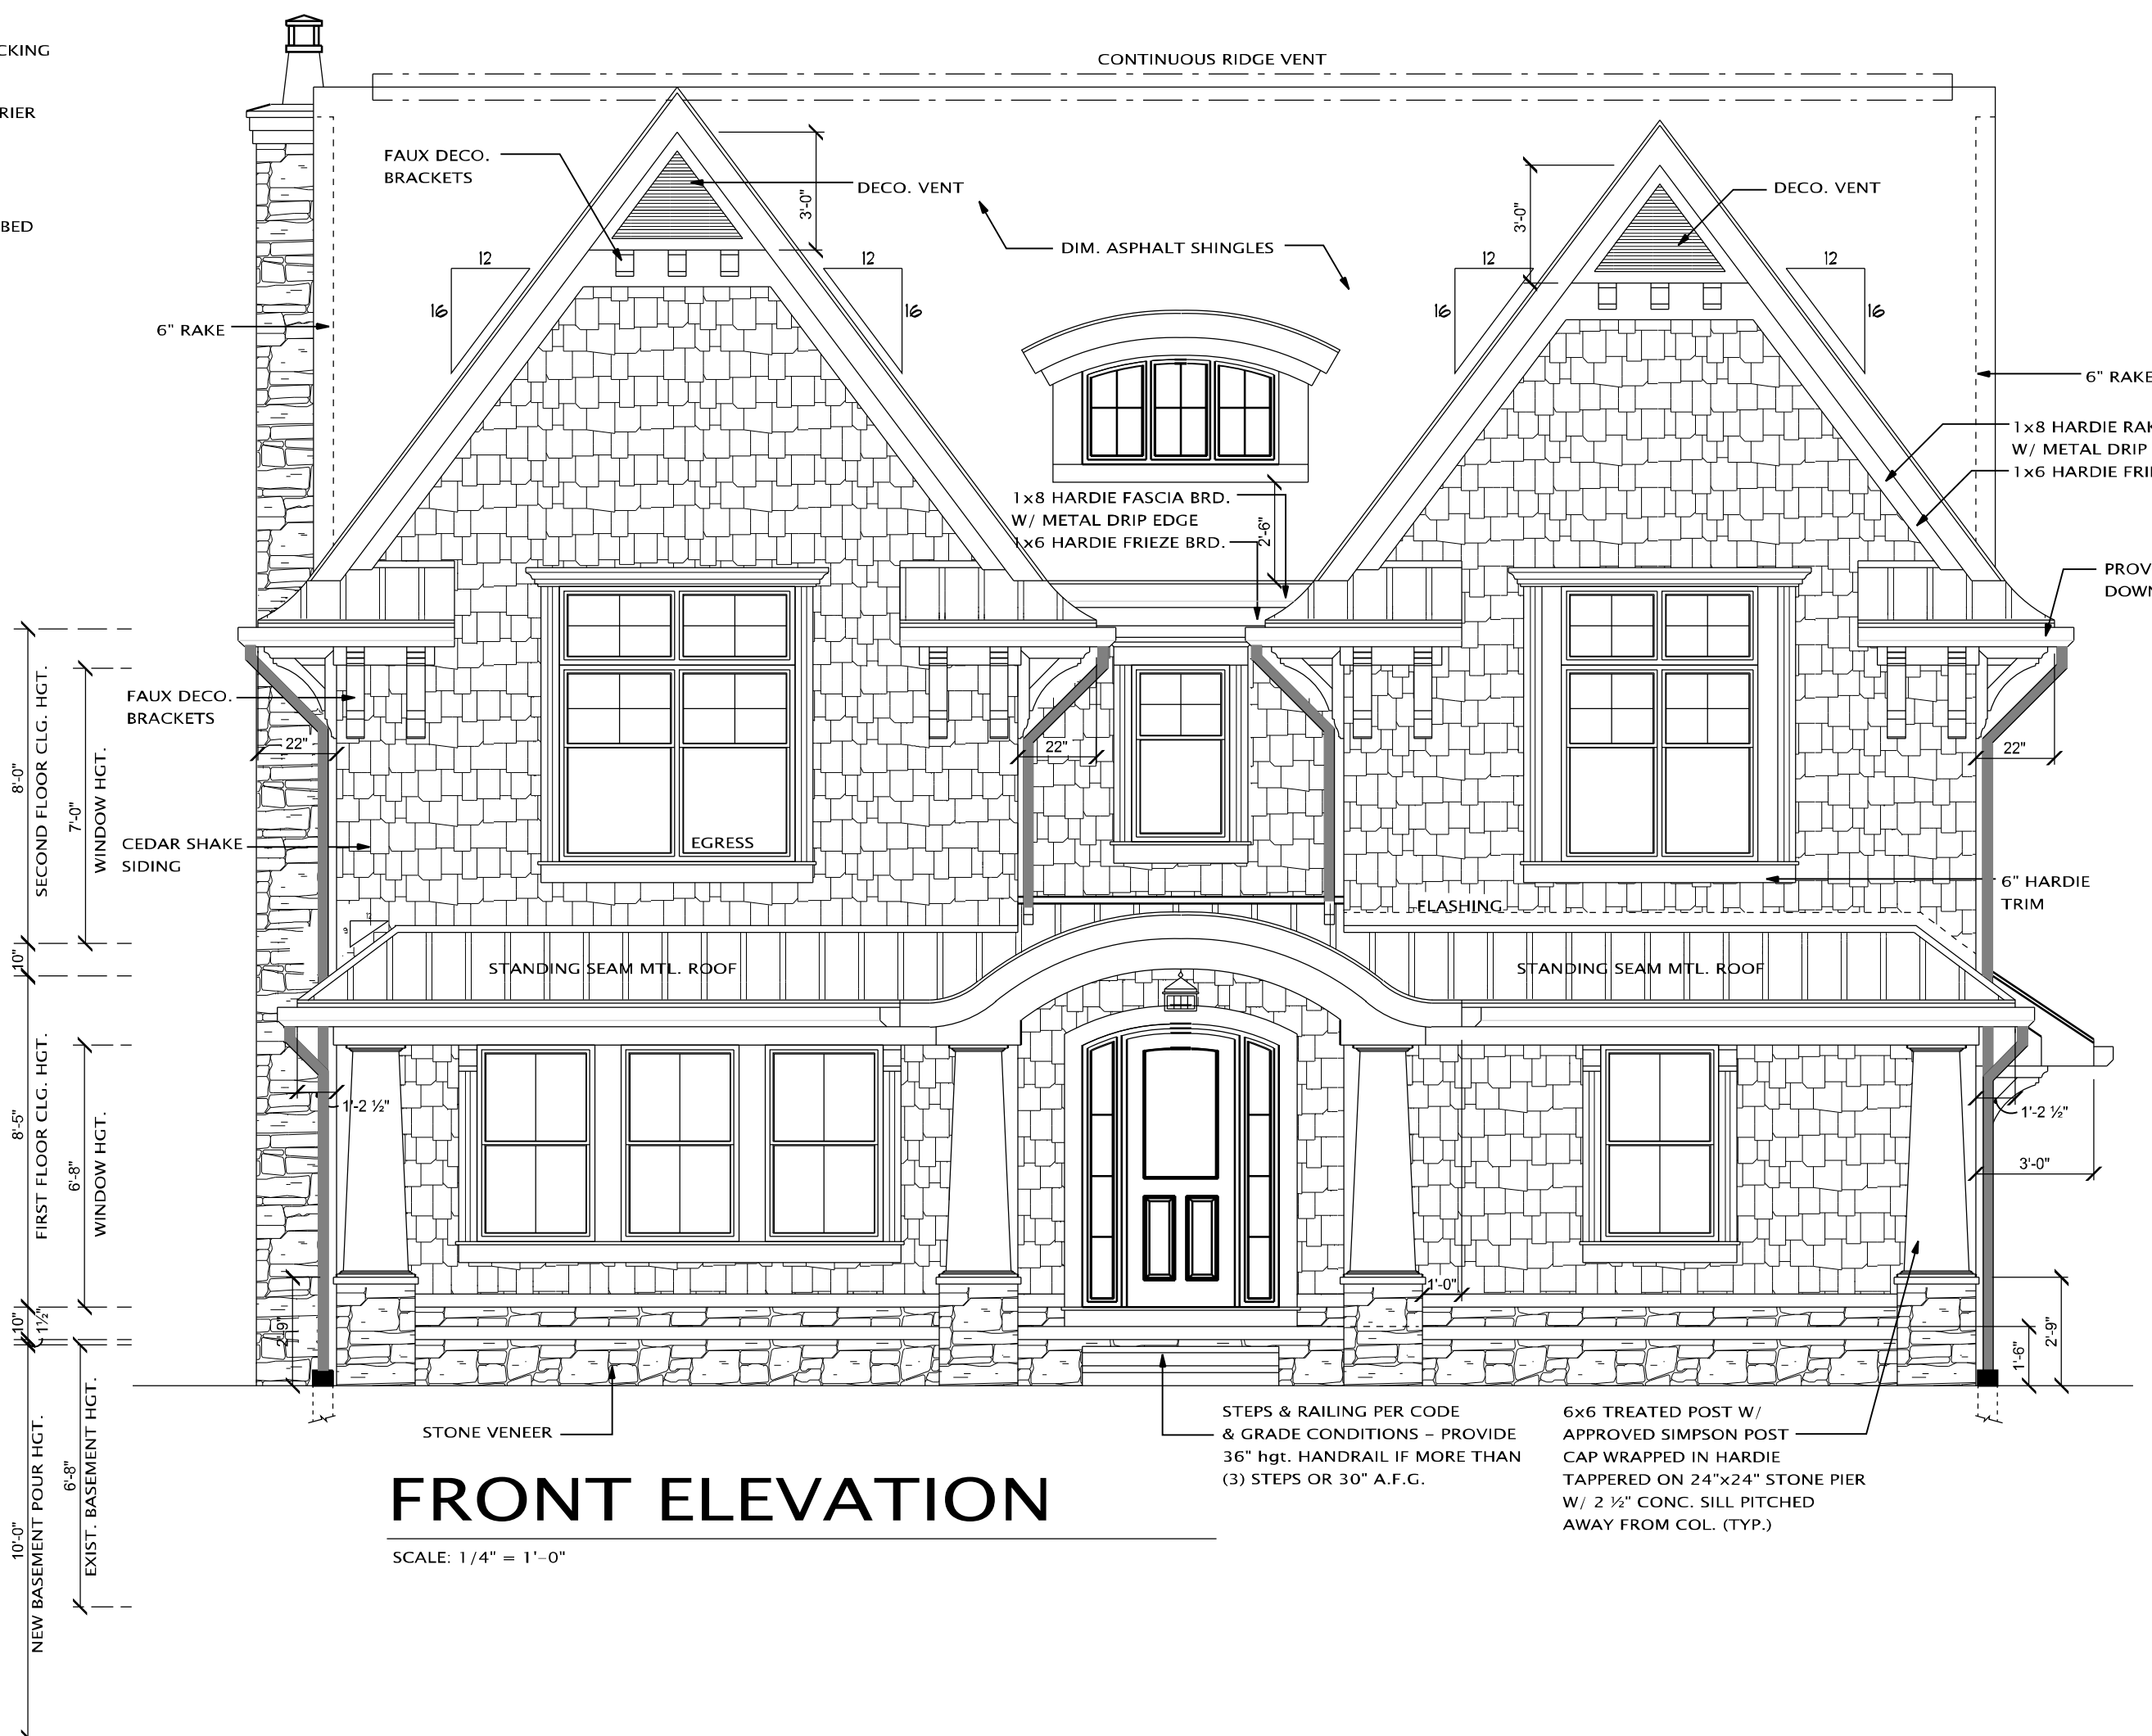 CKING
RIER
BED
CONTINUOUS RIDGE VENT
FAUX DECO.
BRACKETS
DECO. VENT
3'-0"
DIM. ASPHALT SHINGLES
3'-0"
DECO. VENT
12
16
12
16
12
16
12
16
6" RAKE
6" RAKE
1x8 HARDIE RAK
W/ METAL DRIP
1x6 HARDIE FRI
1x8 HARDIE FASCIA BRD.
W/ METAL DRIP EDGE
1x6 HARDIE FRIEZE BRD.
2'-6"
PROV
DOWN
FAUX DECO.
BRACKETS
22"
22"
22"
8'-0"
SECOND FLOOR CLG. HGT.
7'-0"
WINDOW HGT.
CEDAR SHAKE
SIDING
EGRESS
6" HARDIE
TRIM
FLASHING
12
10"
STANDING SEAM MTL. ROOF
STANDING SEAM MTL. ROOF
8'-5"
FIRST FLOOR CLG. HGT.
6'-8"
WINDOW HGT.
1'-2 ½"
1'-2 ½"
3'-0"
1'-0"
10"
1½"
2'-9"
1'-6"
2'-9"
10'-0"
NEW BASEMENT POUR HGT.
6'-8"
EXIST. BASEMENT HGT.
STONE VENEER
STEPS & RAILING PER CODE
& GRADE CONDITIONS – PROVIDE
36" hgt. HANDRAIL IF MORE THAN
(3) STEPS OR 30" A.F.G.
6x6 TREATED POST W/
APPROVED SIMPSON POST
CAP WRAPPED IN HARDIE
TAPPERED ON 24"x24" STONE PIER
W/ 2 ½" CONC. SILL PITCHED
AWAY FROM COL. (TYP.)
FRONT ELEVATION
SCALE: 1/4" = 1'-0"